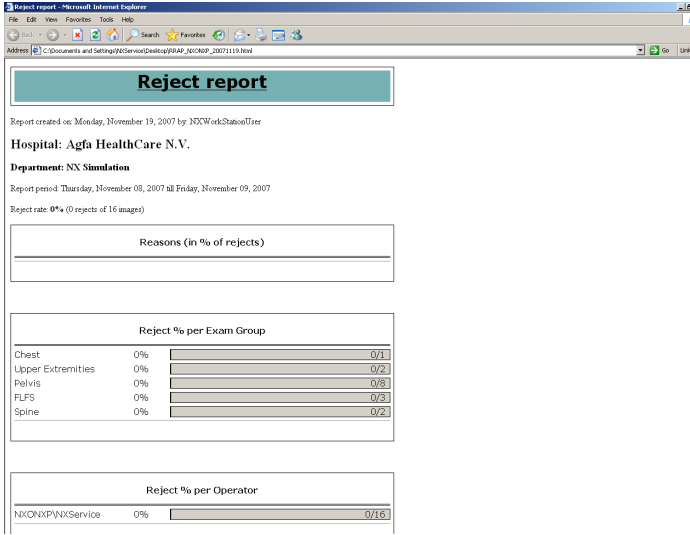 Reject report - Microsoft Internet Explorer
File Edit View Favorites Tools Help
Back Search Favorites
Address C:\Documents and Settings\NXService\Desktop\RRAP_NXONXP_20071119.html Go Link
Reject report
Report created on: Monday, November 19, 2007 by: NXWorkStationUser
Hospital: Agfa HealthCare N.V.
Department: NX Simulation
Report period: Thursday, November 08, 2007 till Friday, November 09, 2007
Reject rate: 0% (0 rejects of 16 images)
Reasons (in % of rejects)
Reject % per Exam Group
Chest 0% 0/1
Upper Extremities 0% 0/2
Pelvis 0% 0/8
FLFS 0% 0/3
Spine 0% 0/2
Reject % per Operator
NXONXP\NXService 0% 0/16